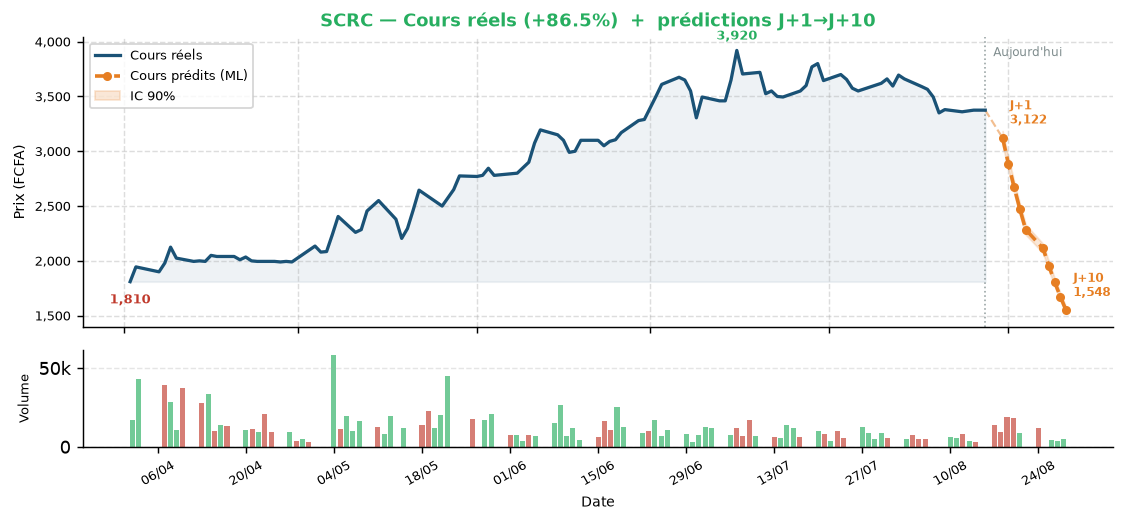 SCRC — Cours réels (+86.5%)  +  prédictions J+1→J+10
3,920
Cours réels
Cours prédits (ML)
IC 90%
Aujourd'hui
J+1
3,122
J+10
1,548
1,810
4,000
3,500
3,000
2,500
2,000
1,500
Prix (FCFA)
50k
0
Volume
06/04 20/04 04/05 18/05 01/06 15/06 29/06 13/07 27/07 10/08 24/08
Date